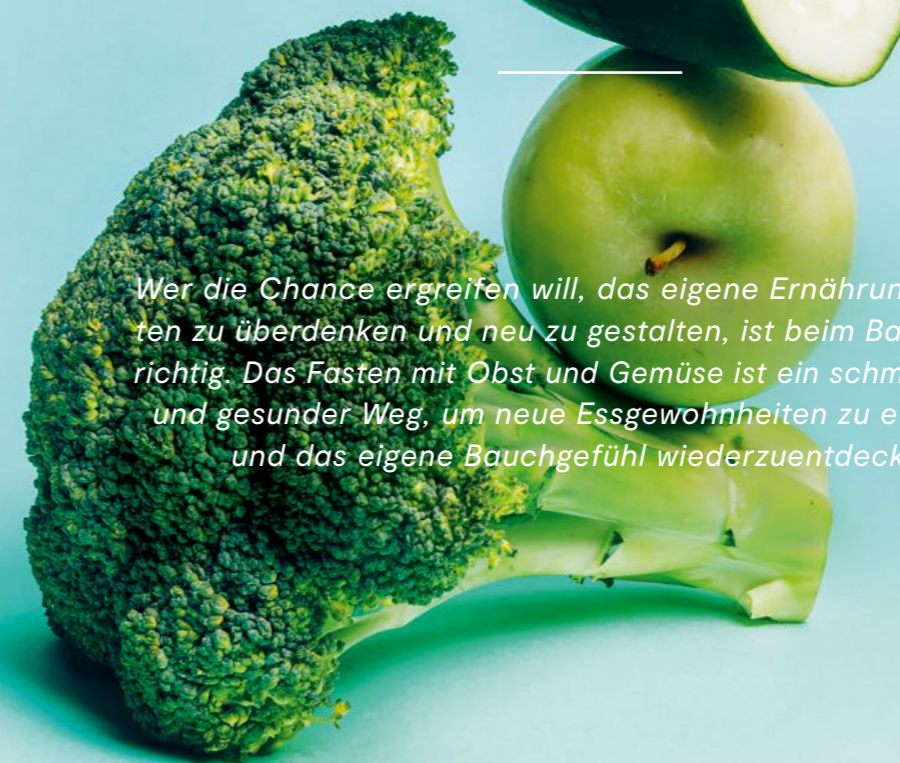 Wer die Chance ergreifen will, das eigene Ernährun
ten zu überdenken und neu zu gestalten, ist beim Ba
richtig. Das Fasten mit Obst und Gemüse ist ein schm
und gesunder Weg, um neue Essgewohnheiten zu e
und das eigene Bauchgefühl wiederzuentdeck